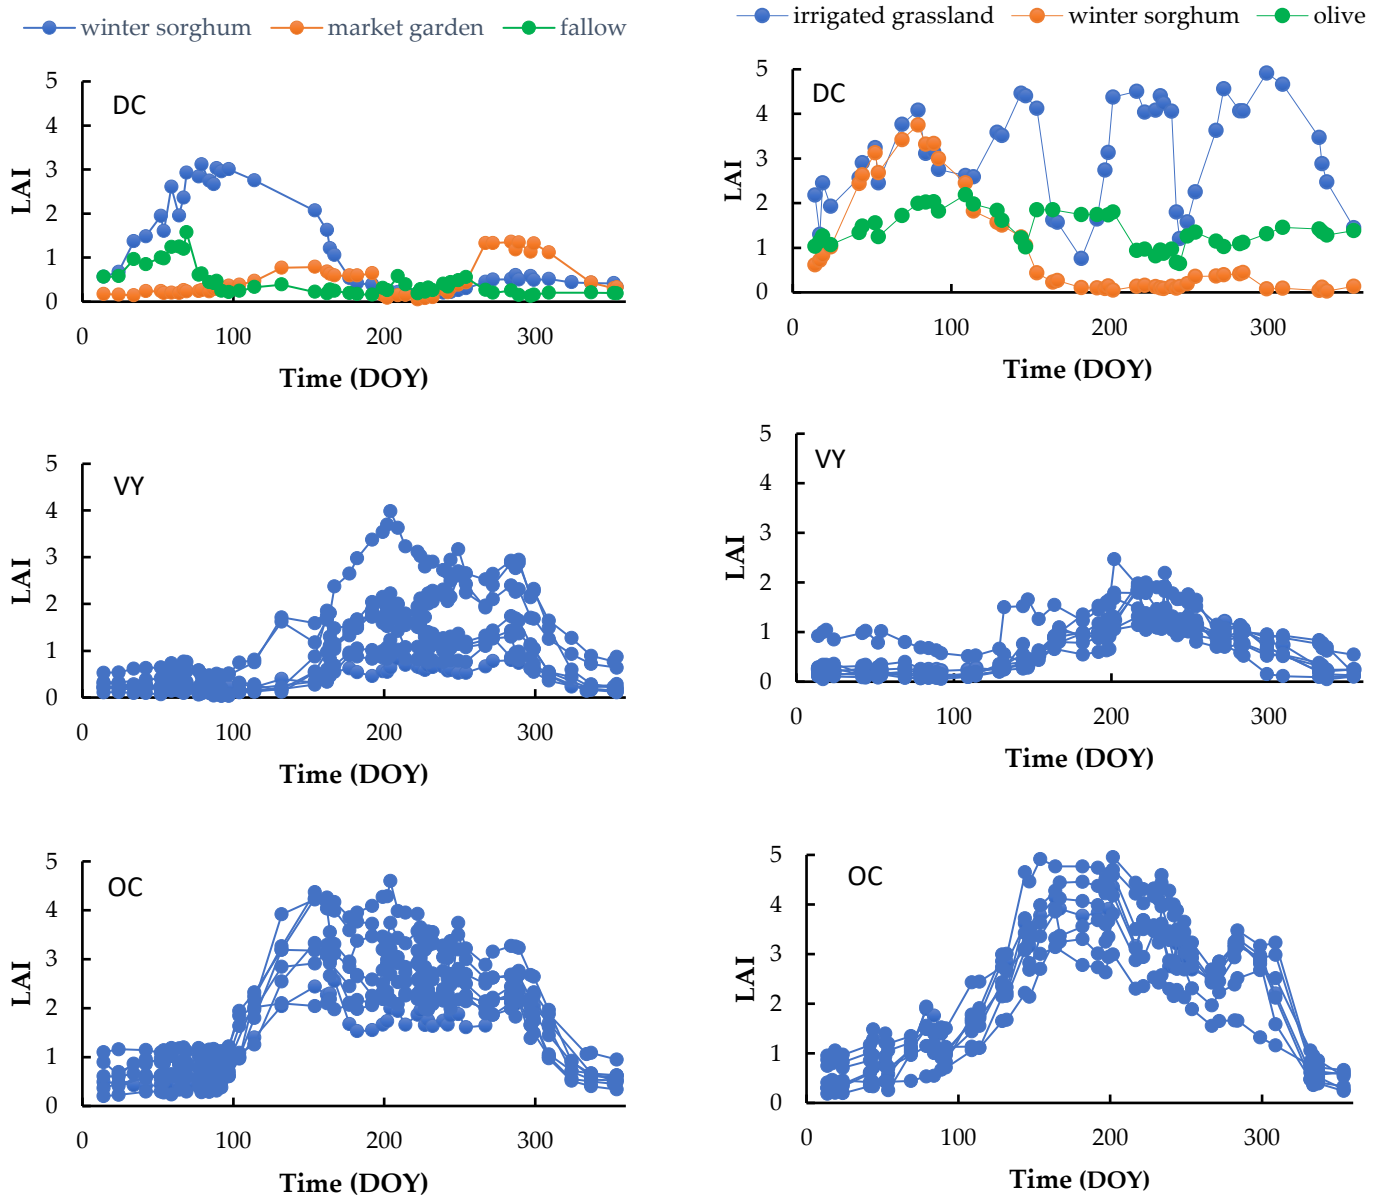 winter sorghum market garden fallow
5
4
3
2
1
0
LAI
DC
0 100 200 300
Time (DOY)
irrigated grassland winter sorghum olive
5
4
3
2
1
0
LAI
DC
0 100 200 300
Time (DOY)
5
4
3
2
1
0
LAI
VY
0 100 200 300
Time (DOY)
5
4
3
2
1
0
LAI
VY
0 100 200 300
Time (DOY)
5
4
3
2
1
0
LAI
OC
0 100 200 300
Time (DOY)
5
4
3
2
1
0
LAI
OC
0 100 200 300
Time (DOY)